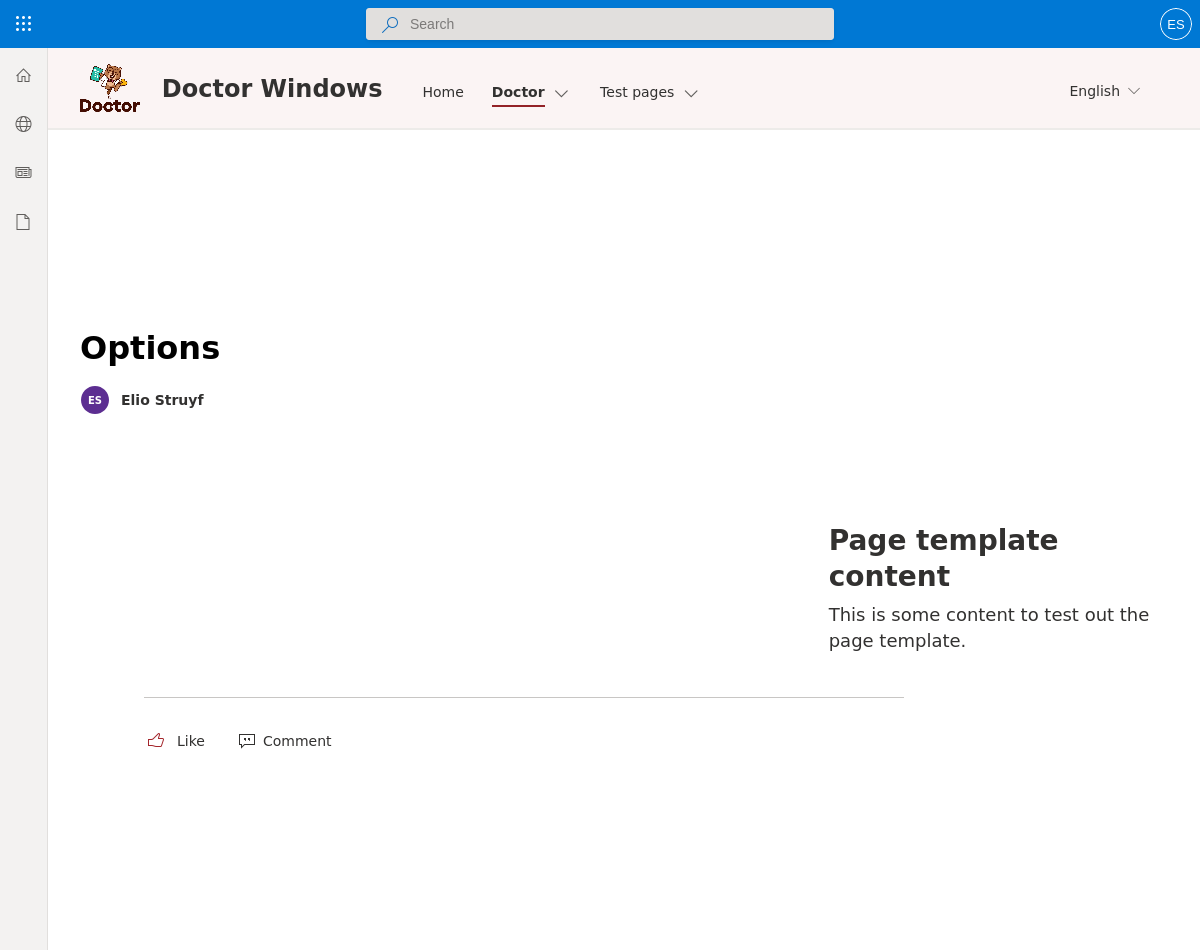 Search
ES
Doctor
Doctor Windows
Home
Doctor
Test pages
English
Options
ES
Elio Struyf
Page template
content
This is some content to test out the
page template.
Like
Comment